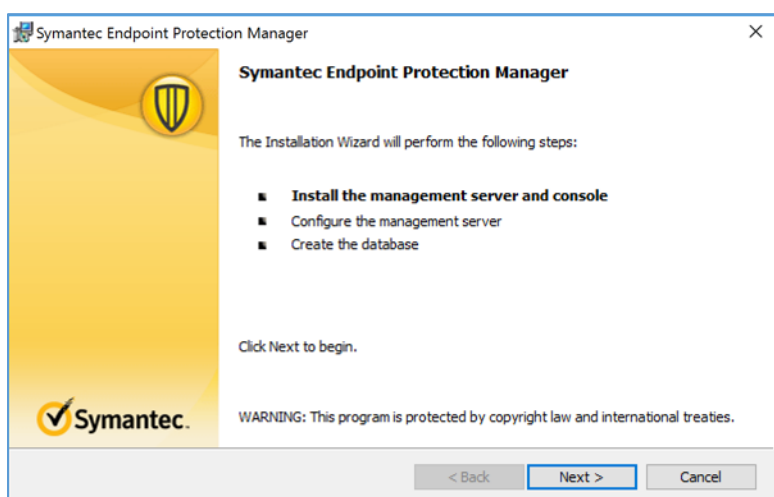 Symantec Endpoint Protection Manager
Symantec Endpoint Protection Manager
The Installation Wizard will perform the following steps:
Install the management server and console
Configure the management server
Create the database
Click Next to begin.
Symantec.
WARNING: This program is protected by copyright law and international treaties.
< Back
Next >
Cancel